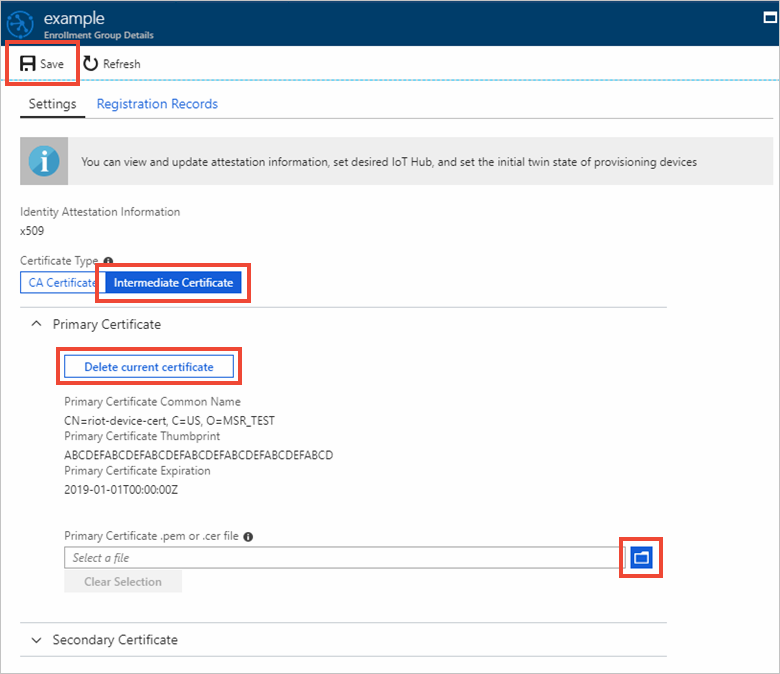 example
Enrollment Group Details
Save
Refresh
Settings
Registration Records
You can view and update attestation information, set desired IoT Hub, and set the initial twin state of provisioning devices
Identity Attestation Information
x509
Certificate Type
CA Certificate
Intermediate Certificate
Primary Certificate
Delete current certificate
Primary Certificate Common Name
CN=riot-device-cert, C=US, O=MSR_TEST
Primary Certificate Thumbprint
ABCDEFABCDEFABCDEFABCDEFABCDEFABCDEFABCD
Primary Certificate Expiration
2019-01-01T00:00:00Z
Primary Certificate .pem or .cer file
Select a file
Clear Selection
Secondary Certificate